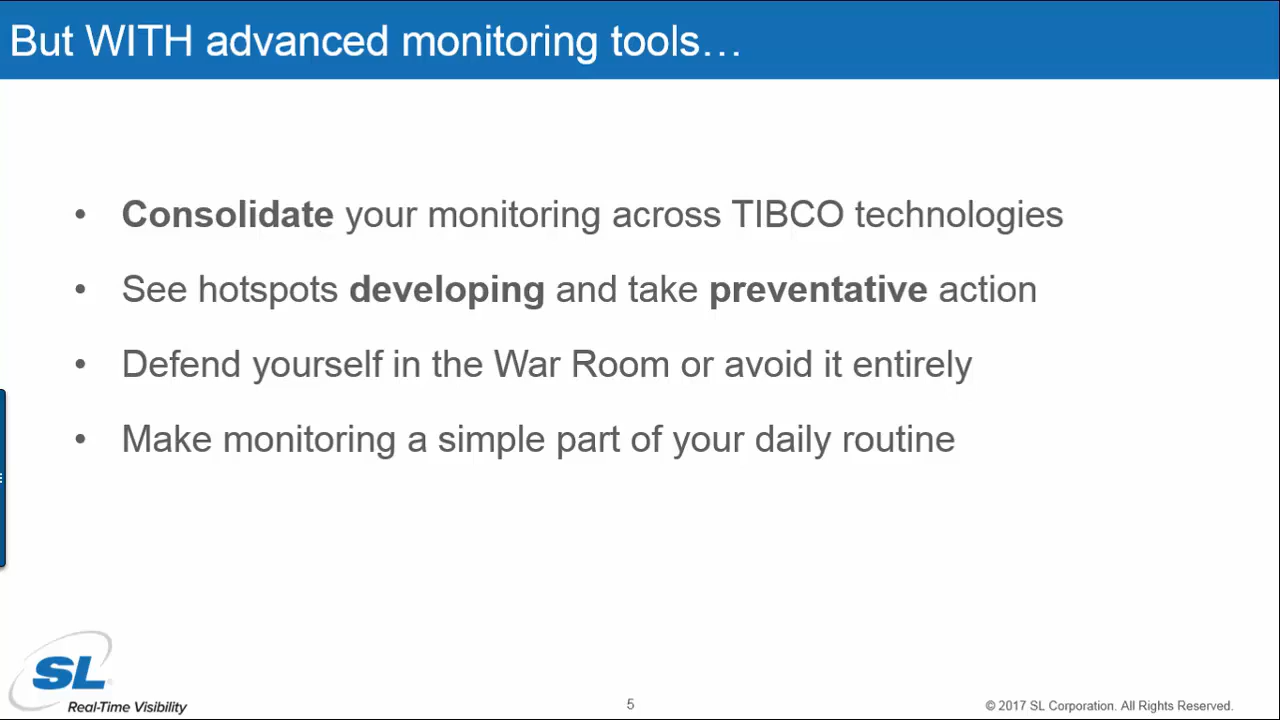 But WITH advanced monitoring tools…
• Consolidate your monitoring across TIBCO technologies
• See hotspots developing and take preventative action
• Defend yourself in the War Room or avoid it entirely
• Make monitoring a simple part of your daily routine
SL
Real-Time Visibility
5
© 2017 SL Corporation. All Rights Reserved.